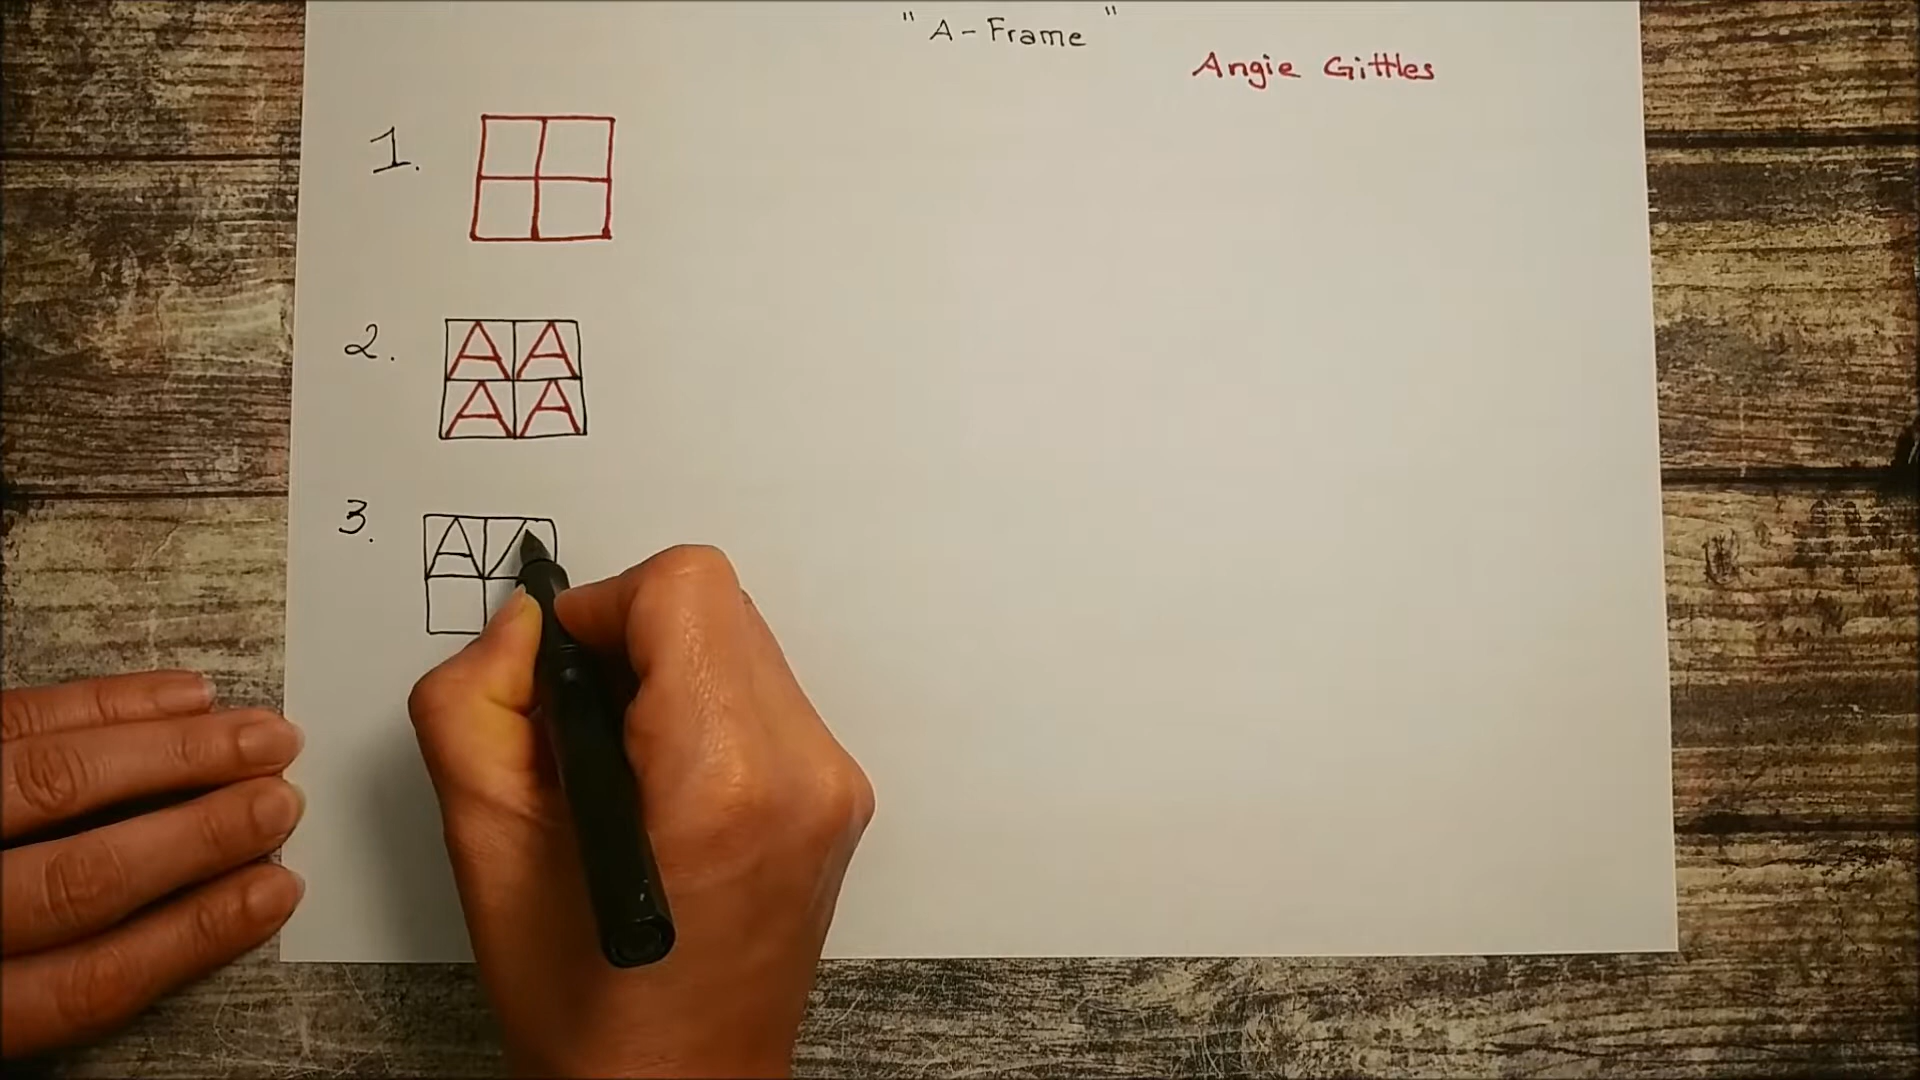 " A - Frame "
Angie Gittles
1.
2.
A A
A A
3.
A